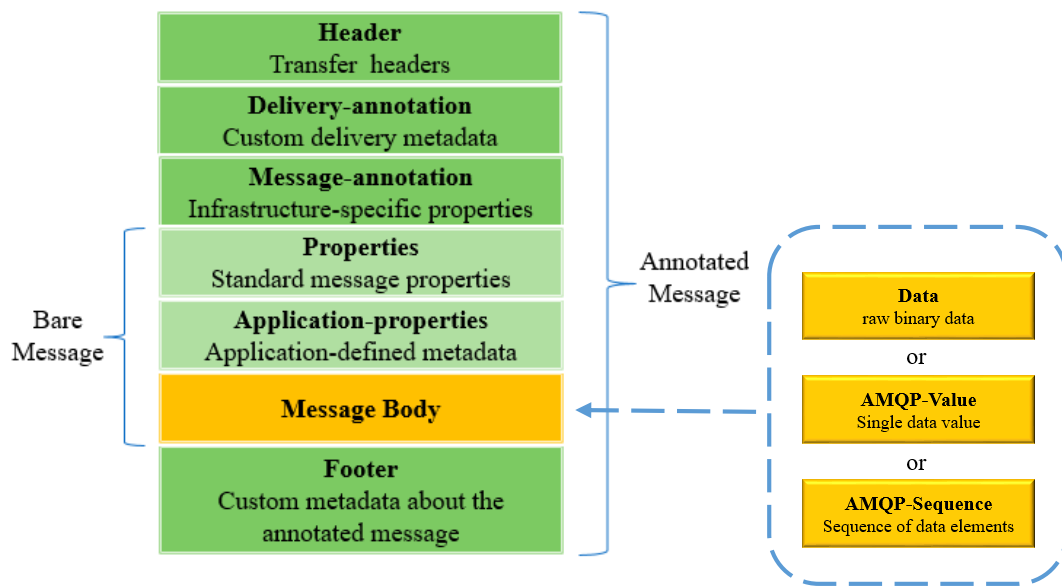 Header
Transfer headers
Delivery-annotation
Custom delivery metadata
Message-annotation
Infrastructure-specific properties
Properties
Standard message properties
Application-properties
Application-defined metadata
Message Body
Footer
Custom metadata about the
annotated message
Bare
Message
Annotated
Message
Data
raw binary data
or
AMQP-Value
Single data value
or
AMQP-Sequence
Sequence of data elements